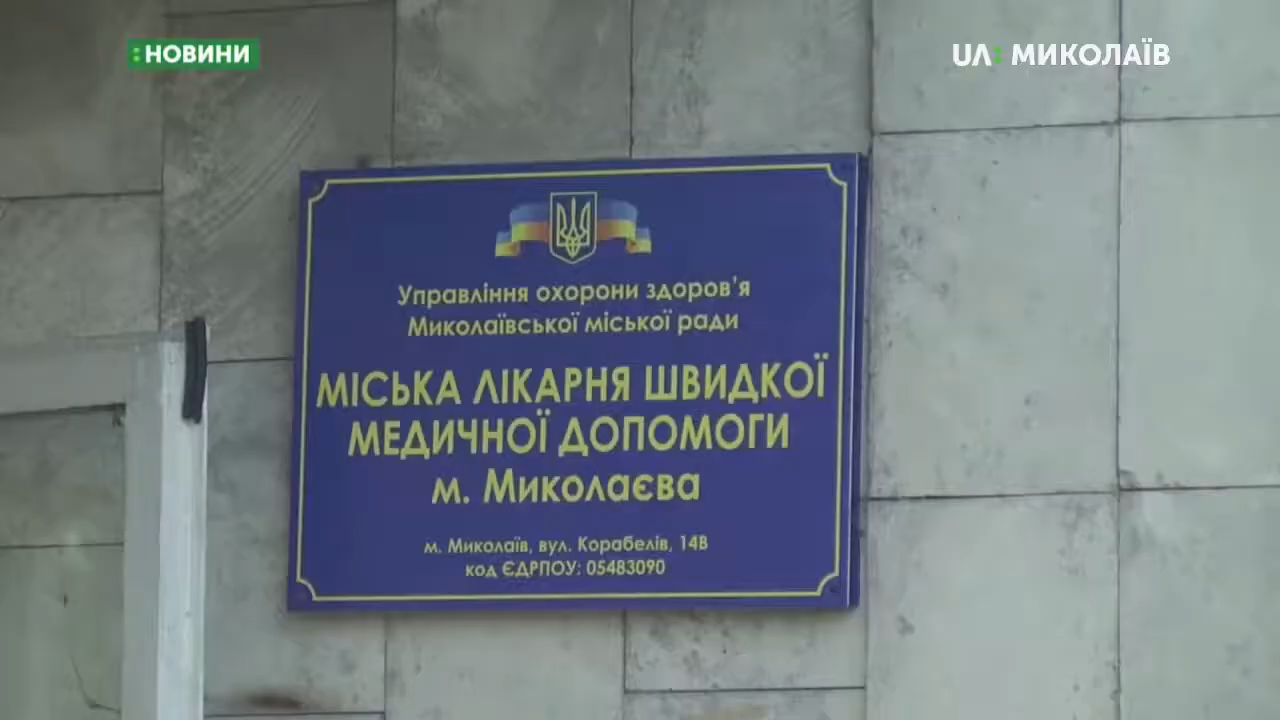 :НОВИНИ
UA: МИКОЛАЇВ
Управління охорони здоров'я
Миколаївської міської ради
МІСЬКА ЛІКАРНЯ ШВИДКОЇ
МЕДИЧНОЇ ДОПОМОГИ
м. Миколаєва
м. Миколаїв, вул. Корабелів, 14В
код ЄДРПОУ: 05483090